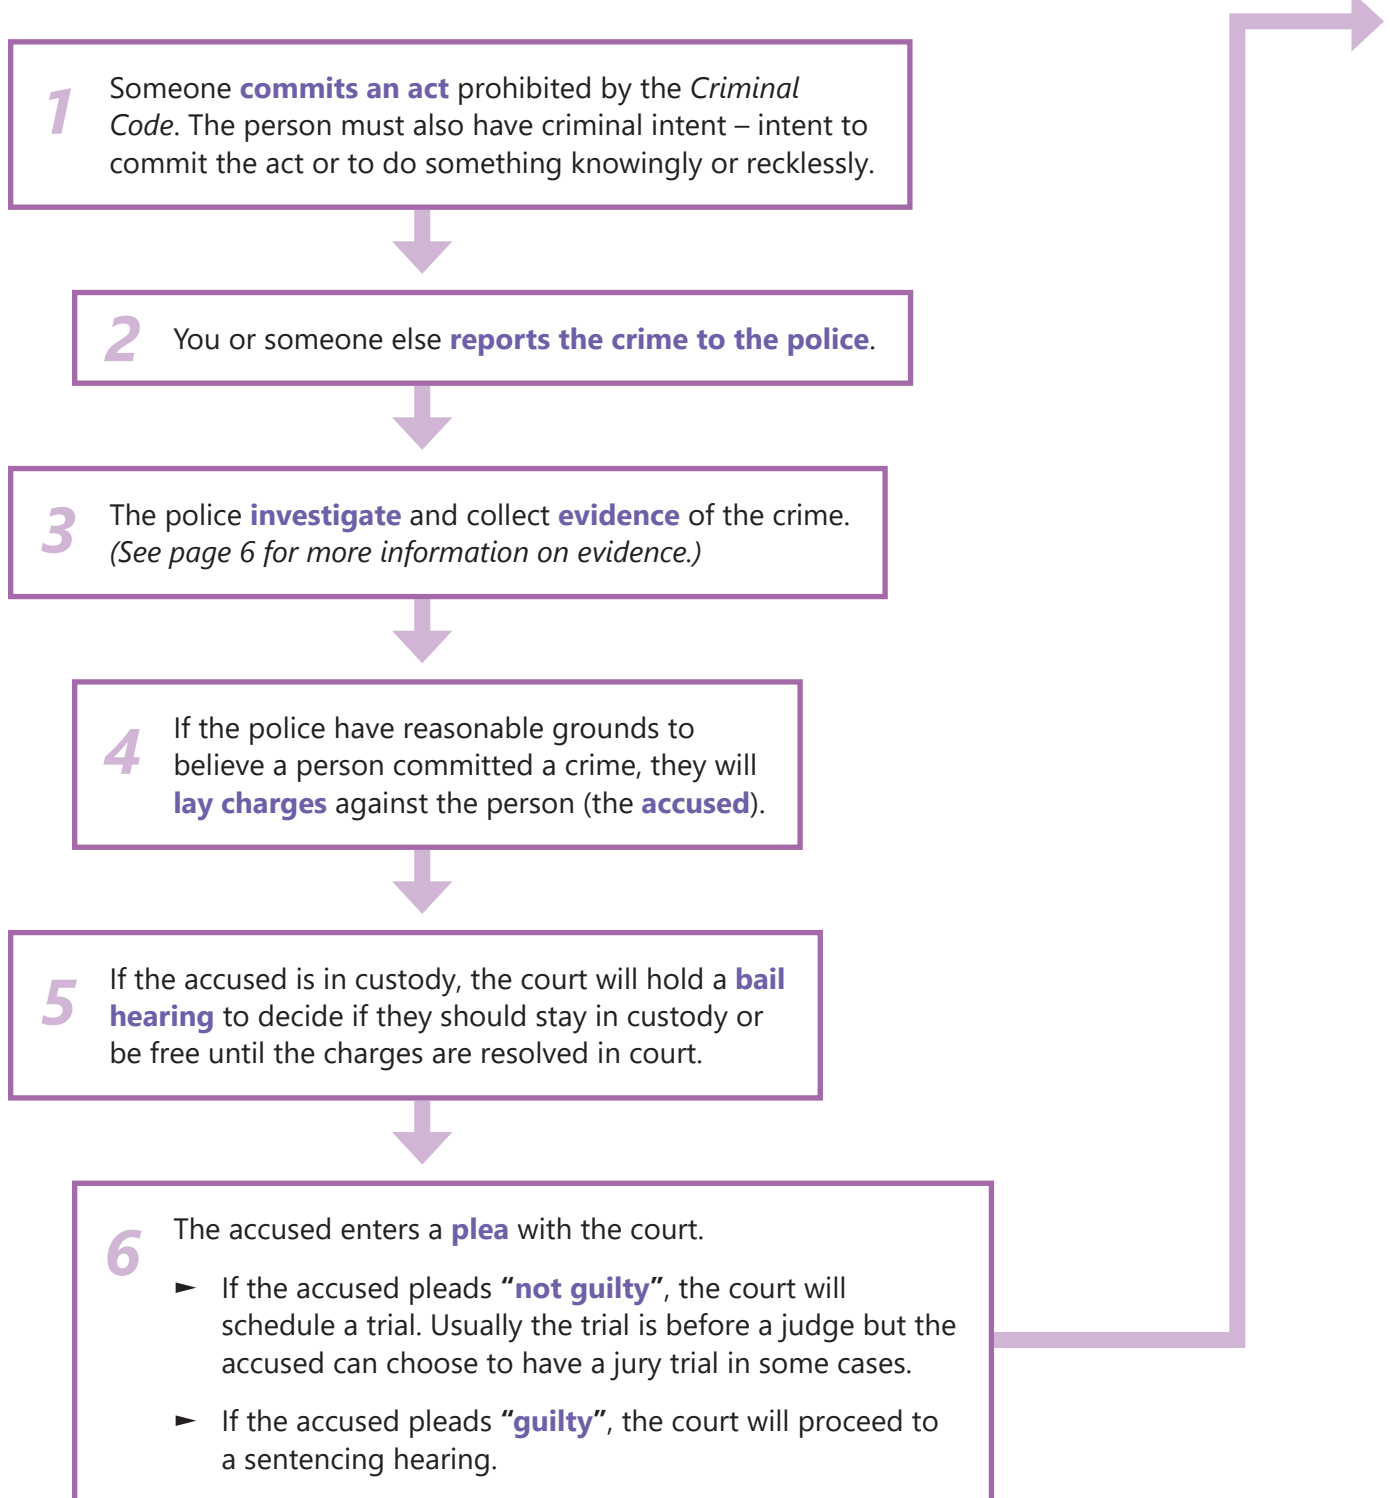 1 Someone commits an act prohibited by the Criminal
Code. The person must also have criminal intent – intent to
commit the act or to do something knowingly or recklessly.
2 You or someone else reports the crime to the police.
3 The police investigate and collect evidence of the crime.
(See page 6 for more information on evidence.)
4 If the police have reasonable grounds to
believe a person committed a crime, they will
lay charges against the person (the accused).
5 If the accused is in custody, the court will hold a bail
hearing to decide if they should stay in custody or
be free until the charges are resolved in court.
6 The accused enters a plea with the court.
► If the accused pleads “not guilty”, the court will
schedule a trial. Usually the trial is before a judge but the
accused can choose to have a jury trial in some cases.
► If the accused pleads “guilty”, the court will proceed to
a sentencing hearing.